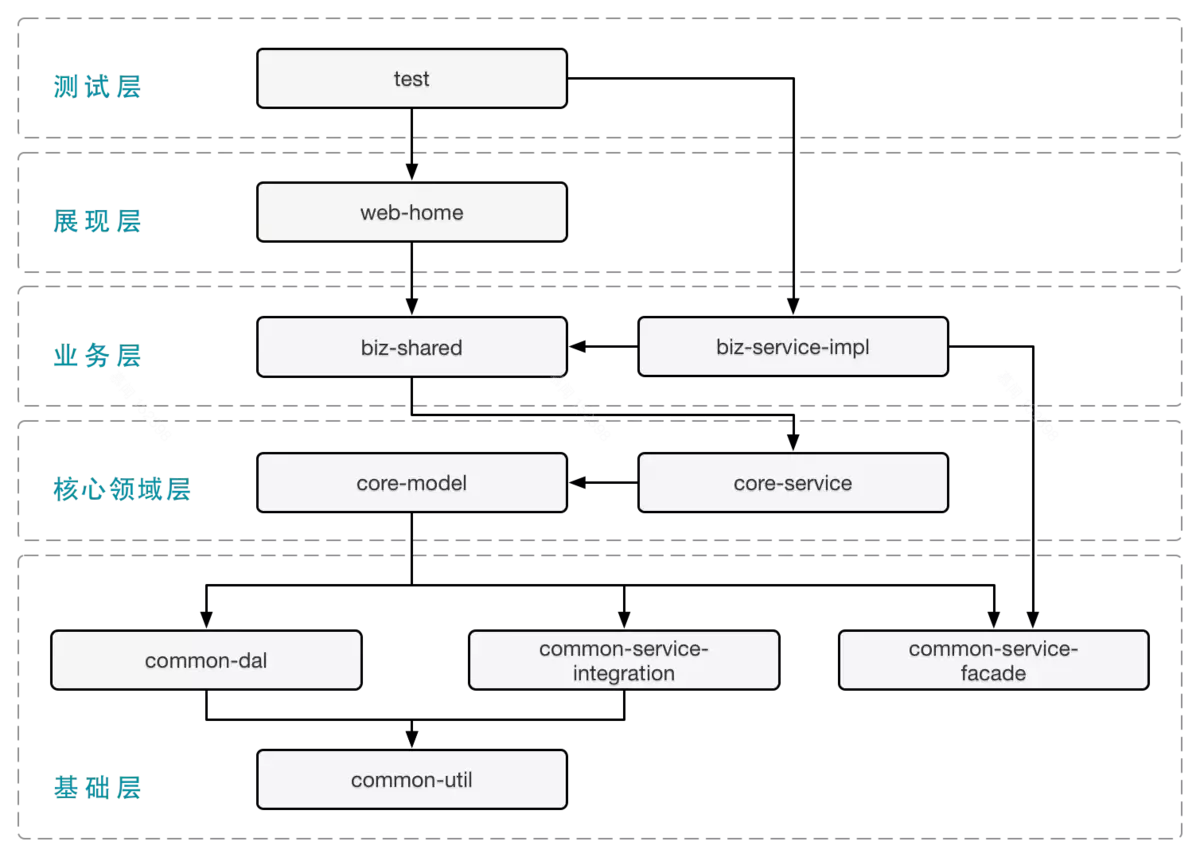 测试层
test
展现层
web-home
业务层
biz-shared
biz-service-impl
核心领域层
core-model
core-service
common-dal
common-service-
integration
common-service-
facade
基础层
common-util